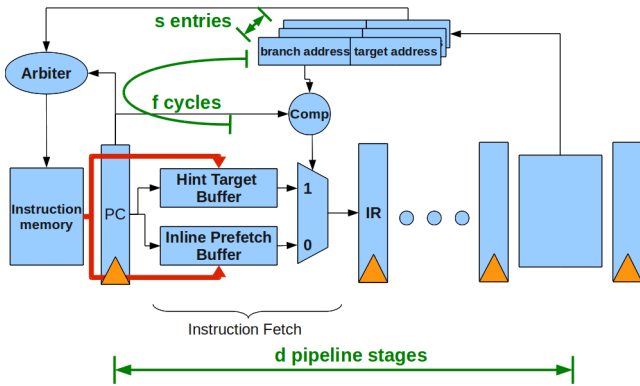 s entries
branch address
target address
Arbiter
f cycles
Comp
Instruction
memory
PC
Hint Target
Buffer
1
IR
Inline Prefetch
Buffer
0
Instruction Fetch
d pipeline stages